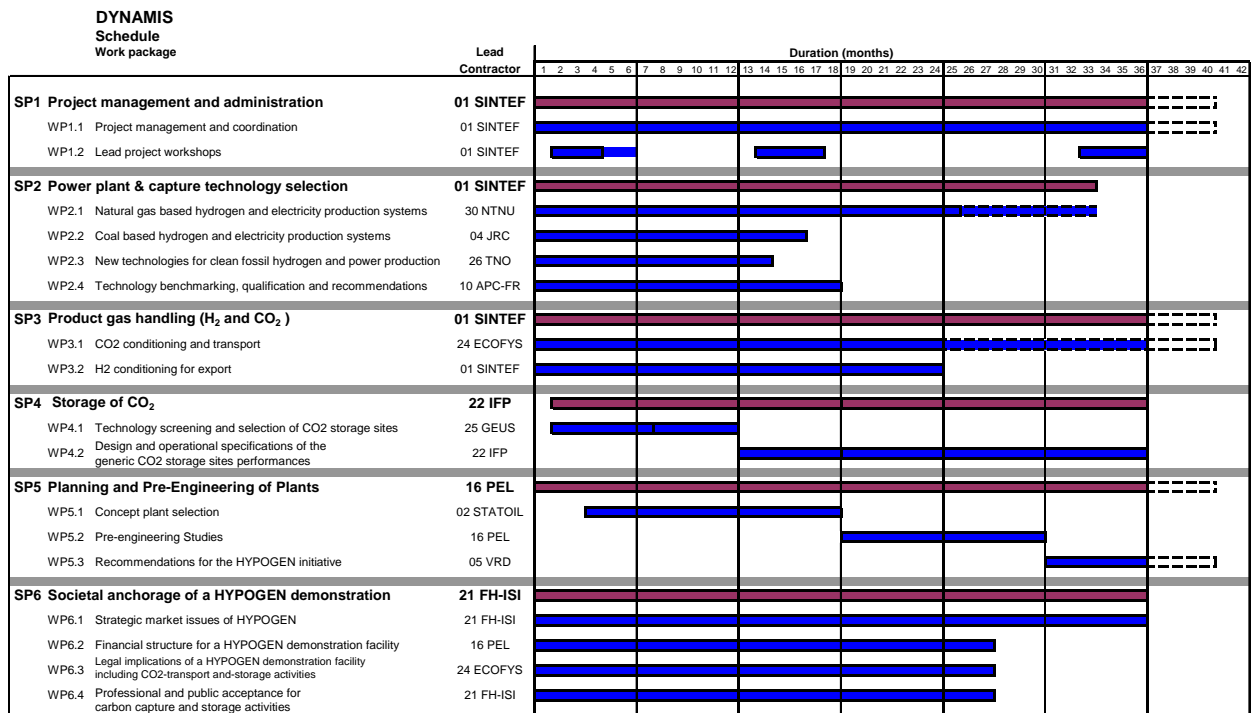 DYNAMIS
Schedule
Work package Lead Duration (months)
Contractor 1 2 3 4 5 6 7 8 9 10 11 12 13 14 15 16 17 18 19 20 21 22 23 24 25 26 27 28 29 30 31 32 33 34 35 36 37 38 39 40 41 42
SP1 Project management and administration 01 SINTEF
WP1.1 Project management and coordination 01 SINTEF
WP1.2 Lead project workshops 01 SINTEF
SP2 Power plant & capture technology selection 01 SINTEF
WP2.1 Natural gas based hydrogen and electricity production systems 30 NTNU
WP2.2 Coal based hydrogen and electricity production systems 04 JRC
WP2.3 New technologies for clean fossil hydrogen and power production 26 TNO
WP2.4 Technology benchmarking, qualification and recommendations 10 APC-FR
SP3 Product gas handling (H₂ and CO₂ ) 01 SINTEF
WP3.1 CO2 conditioning and transport 24 ECOFYS
WP3.2 H2 conditioning for export 01 SINTEF
SP4 Storage of CO₂ 22 IFP
WP4.1 Technology screening and selection of CO2 storage sites 25 GEUS
WP4.2 Design and operational specifications of the
generic CO2 storage sites performances 22 IFP
SP5 Planning and Pre-Engineering of Plants 16 PEL
WP5.1 Concept plant selection 02 STATOIL
WP5.2 Pre-engineering Studies 16 PEL
WP5.3 Recommendations for the HYPOGEN initiative 05 VRD
SP6 Societal anchorage of a HYPOGEN demonstration 21 FH-ISI
WP6.1 Strategic market issues of HYPOGEN 21 FH-ISI
WP6.2 Financial structure for a HYPOGEN demonstration facility 16 PEL
WP6.3 Legal implications of a HYPOGEN demonstration facility
including CO2-transport and-storage activities 24 ECOFYS
WP6.4 Professional and public acceptance for 21 FH-ISI
carbon capture and storage activities